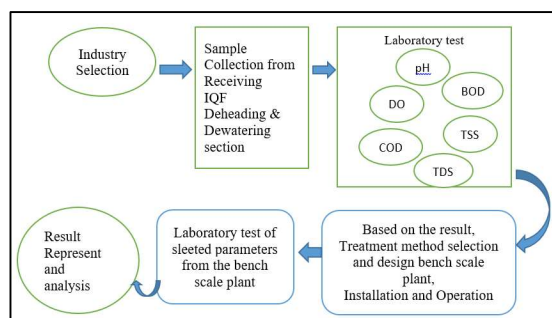 Industry
Selection
Sample
Collection from
Receiving
IQF
Deheading &
Dewatering
section
Laboratory test
pH
DO
BOD
COD
TSS
TDS
Based on the result,
Treatment method selection
and design bench scale
plant,
Installation and Operation
Laboratory test of
sleeted parameters
from the bench
scale plant
Result
Represent
and
analysis